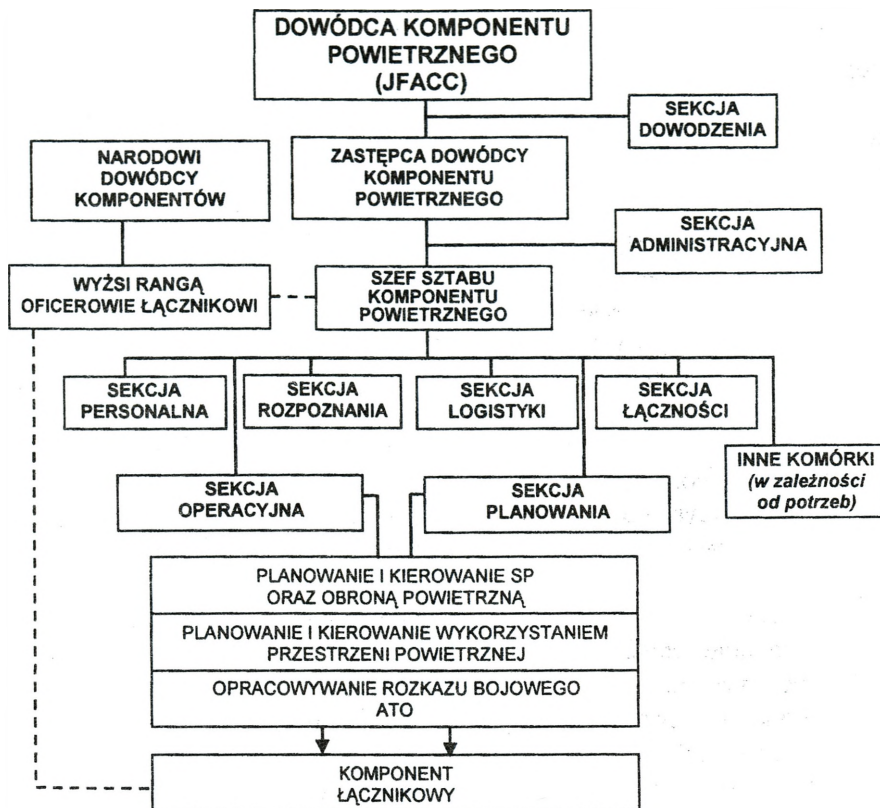 DOWÓDCA KOMPONENTU
POWIETRZNEGO
(JFACC)
SEKCJA
DOWODZENIA
NARODOWI
DOWÓDCY
KOMPONENTÓW
ZASTĘPCA DOWÓDCY
KOMPONENTU
POWIETRZNEGO
SEKCJA
ADMINISTRACYJNA
WYŻSI RANGĄ
OFICEROWIE ŁĄCZNIKOWI
SZEF SZTABU
KOMPONENTU
POWIETRZNEGO
SEKCJA
PERSONALNA
SEKCJA
ROZPOZNANIA
SEKCJA
LOGISTYKI
SEKCJA
ŁĄCZNOŚCI
INNE KOMÓRKI
(w zależności
od potrzeb)
SEKCJA
OPERACYJNA
SEKCJA
PLANOWANIA
PLANOWANIE I KIEROWANIE SP
ORAZ OBRONĄ POWIETRZNĄ
PLANOWANIE I KIEROWANIE WYKORZYSTANIEM
PRZESTRZENI POWIETRZNEJ
OPRACOWYWANIE ROZKAZU BOJOWEGO
ATO
KOMPONENT
ŁĄCZNIKOWY